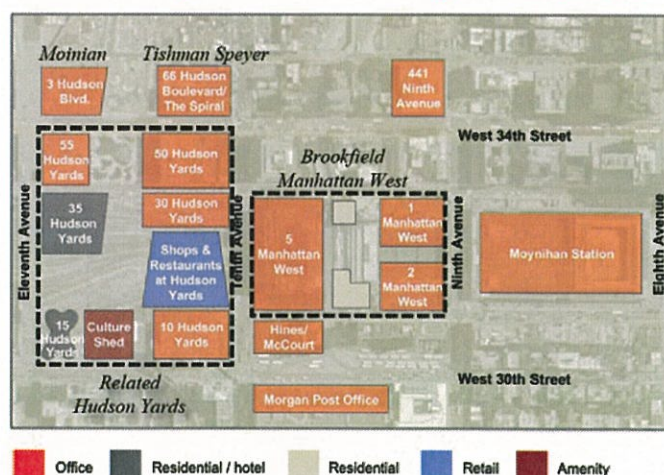 Moinian
Tishman Speyer
3 Hudson
Blvd.
66 Hudson
Boulevard/
The Spiral
441
Ninth
Avenue
West 34th Street
55
Hudson
Yards
50 Hudson
Yards
Brookfield
Manhattan West
35
Hudson
Yards
30 Hudson
Yards
Shops &
Restaurants
at Hudson
Yards
Eleventh Avenue
Tenth Avenue
5
Manhattan
West
1
Manhattan
West
2
Manhattan
West
Ninth Avenue
Moynihan Station
Eighth Avenue
15
Hudson
Yards
Culture
Shed
10 Hudson
Yards
Hines/
McCourt
Related
Hudson Yards
West 30th Street
Morgan Post Office
Office
Residential / hotel
Residential
Retail
Amenity